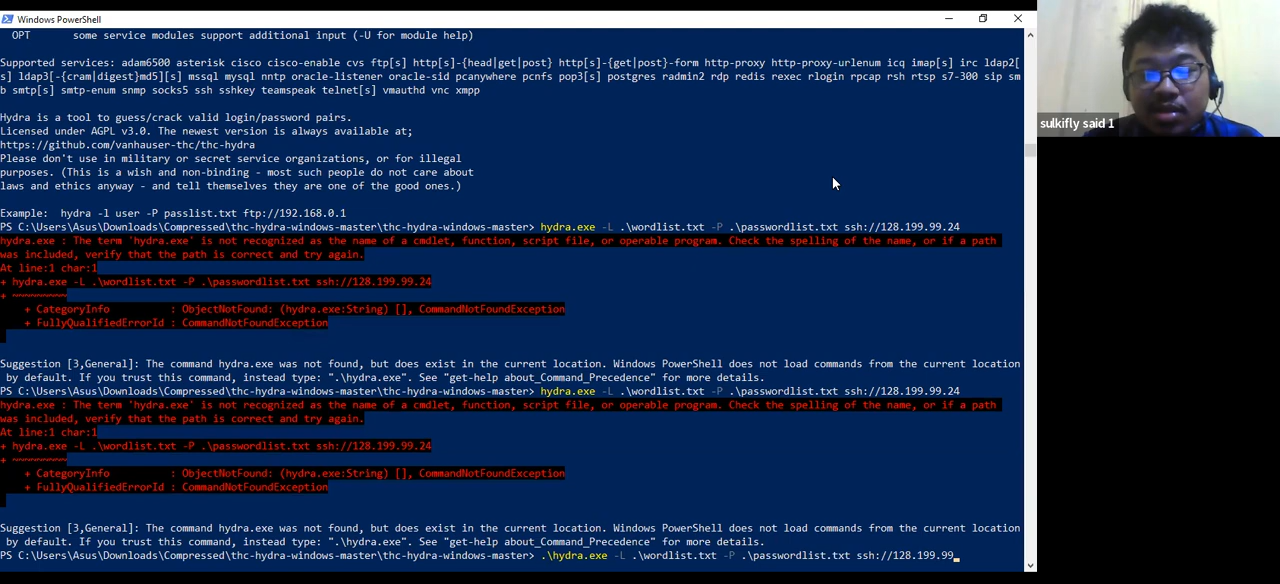 Windows PowerShell
OPT some service modules support additional input (-U for module help)
Supported services: adam6500 asterisk cisco cisco-enable cvs ftp[s] http[s]-{head|get|post} http[s]-{get|post}-form http-proxy http-proxy-urlenum icq imap[s] irc ldap2[
s] ldap3[-{cram|digest}md5][s] mssql mysql nntp oracle-listener oracle-sid pcanywhere pcnfs pop3[s] postgres radmin2 rdp redis rexec rlogin rpcap rsh rtsp s7-300 sip sm
b smtp[s] smtp-enum snmp socks5 ssh sshkey teamspeak telnet[s] vmauthd vnc xmpp
Hydra is a tool to guess/crack valid login/password pairs.
Licensed under AGPL v3.0. The newest version is always available at;
https://github.com/vanhauser-thc/thc-hydra
Please don't use in military or secret service organizations, or for illegal
purposes. (This is a wish and non-binding - most such people do not care about
laws and ethics anyway - and tell themselves they are one of the good ones.)
Example: hydra -l user -P passlist.txt ftp://192.168.0.1
PS C:\Users\Asus\Downloads\Compressed\thc-hydra-windows-master\thc-hydra-windows-master> hydra.exe -L .\wordlist.txt -P .\passwordlist.txt ssh://128.199.99.24
hydra.exe : The term 'hydra.exe' is not recognized as the name of a cmdlet, function, script file, or operable program. Check the spelling of the name, or if a path
was included, verify that the path is correct and try again.
At line:1 char:1
+ hydra.exe -L .\wordlist.txt -P .\passwordlist.txt ssh://128.199.99.24
+ ~~~~~~~~~
+ CategoryInfo : ObjectNotFound: (hydra.exe:String) [], CommandNotFoundException
+ FullyQualifiedErrorId : CommandNotFoundException
Suggestion [3,General]: The command hydra.exe was not found, but does exist in the current location. Windows PowerShell does not load commands from the current location
by default. If you trust this command, instead type: ".\hydra.exe". See "get-help about_Command_Precedence" for more details.
PS C:\Users\Asus\Downloads\Compressed\thc-hydra-windows-master\thc-hydra-windows-master> hydra.exe -L .\wordlist.txt -P .\passwordlist.txt ssh://128.199.99.24
hydra.exe : The term 'hydra.exe' is not recognized as the name of a cmdlet, function, script file, or operable program. Check the spelling of the name, or if a path
was included, verify that the path is correct and try again.
At line:1 char:1
+ hydra.exe -L .\wordlist.txt -P .\passwordlist.txt ssh://128.199.99.24
+ ~~~~~~~~~
+ CategoryInfo : ObjectNotFound: (hydra.exe:String) [], CommandNotFoundException
+ FullyQualifiedErrorId : CommandNotFoundException
Suggestion [3,General]: The command hydra.exe was not found, but does exist in the current location. Windows PowerShell does not load commands from the current location
by default. If you trust this command, instead type: ".\hydra.exe". See "get-help about_Command_Precedence" for more details.
PS C:\Users\Asus\Downloads\Compressed\thc-hydra-windows-master\thc-hydra-windows-master> .\hydra.exe -L .\wordlist.txt -P .\passwordlist.txt ssh://128.199.99
sulkifly said 1